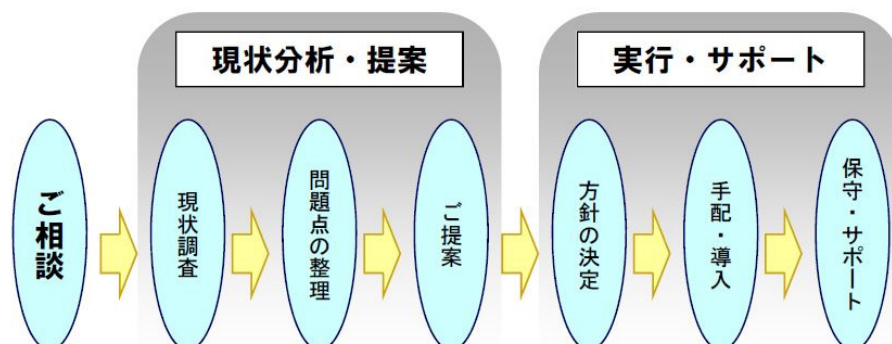 現状分析・提案
実行・サポート
ご相談
現状調査
問題点の整理
ご提案
方針の決定
手配・導入
保守・サポート